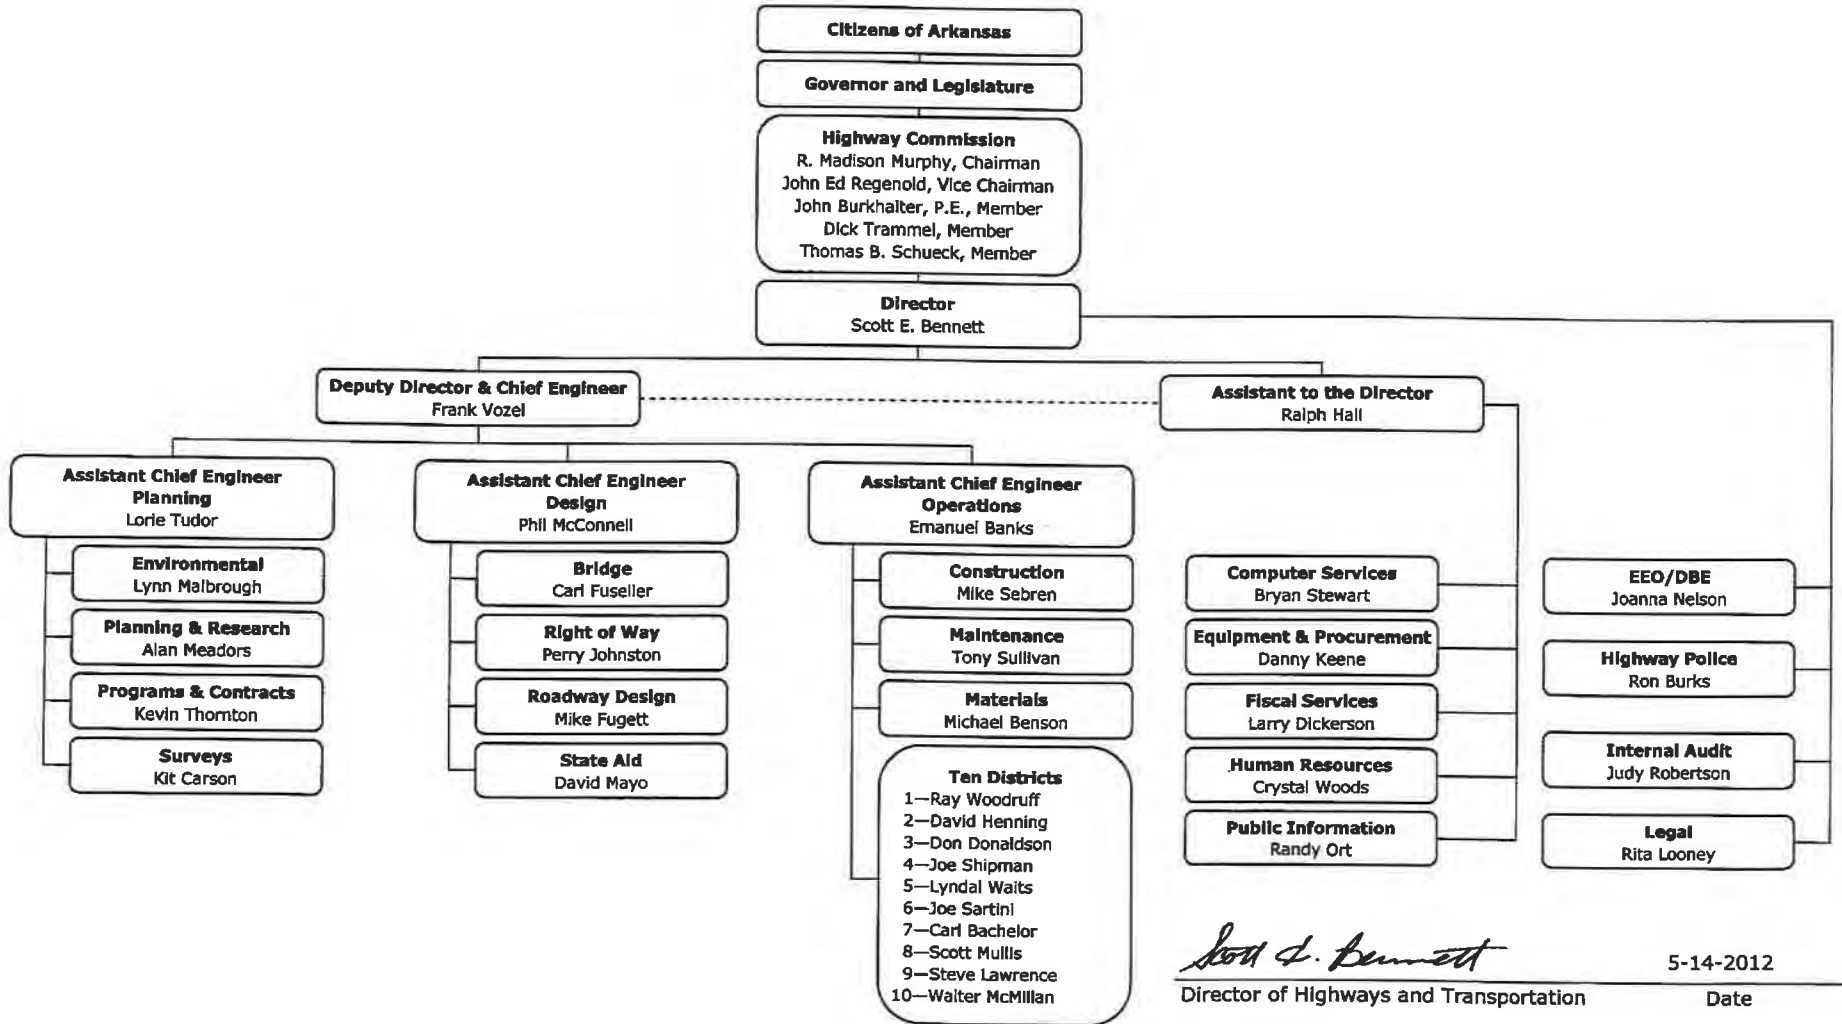 Citizens of Arkansas
Governor and Legislature
Highway Commission
R. Madison Murphy, Chairman
John Ed Regenold, Vice Chairman
John Burkhalter, P.E., Member
Dick Trammel, Member
Thomas B. Schueck, Member
Director
Scott E. Bennett
Deputy Director & Chief Engineer
Frank Vozel
Assistant to the Director
Ralph Hall
Assistant Chief Engineer
Planning
Lorie Tudor
Environmental
Lynn Malbrough
Planning & Research
Alan Meadors
Programs & Contracts
Kevin Thornton
Surveys
Kit Carson
Assistant Chief Engineer
Design
Phil McConnell
Bridge
Carl Fuselier
Right of Way
Perry Johnston
Roadway Design
Mike Fugett
State Aid
David Mayo
Assistant Chief Engineer
Operations
Emanuel Banks
Construction
Mike Sebren
Maintenance
Tony Sullivan
Materials
Michael Benson
Ten Districts
1—Ray Woodruff
2—David Henning
3—Don Donaldson
4—Joe Shipman
5—Lyndal Waits
6—Joe Sartini
7—Carl Bachelor
8—Scott Mullis
9—Steve Lawrence
10—Walter McMillan
Computer Services
Bryan Stewart
Equipment & Procurement
Danny Keene
Fiscal Services
Larry Dickerson
Human Resources
Crystal Woods
Public Information
Randy Ort
EEO/DBE
Joanna Nelson
Highway Police
Ron Burks
Internal Audit
Judy Robertson
Legal
Rita Looney
Scott E. Bennett
5-14-2012
Director of Highways and Transportation
Date